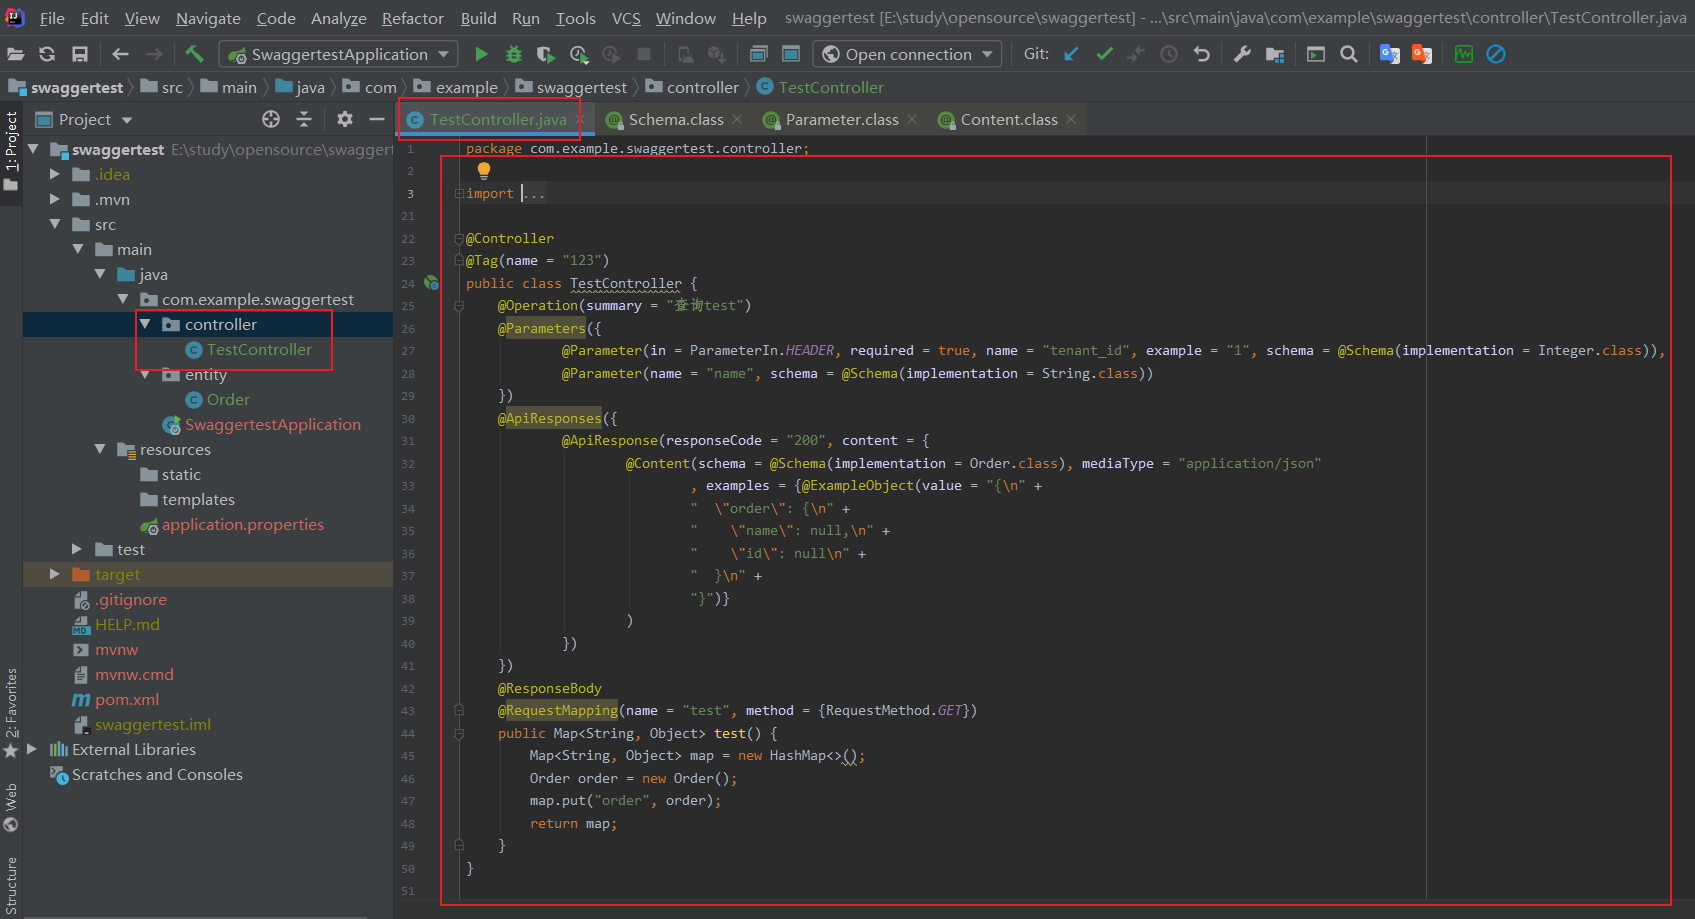 File Edit View Navigate Code Analyze Refactor Build Run Tools VCS Window Help swaggertest [E:\study\opensource\swaggertest] - ...\src\main\java\com\example\swaggertest\controller\TestController.java
SwaggertestApplication Open connection Git:
swaggertest src main java com example swaggertest controller TestController
1: Project
2: Favorites
Web
Structure
Project
swaggertest E:\study\opensource\swagger
.idea
.mvn
src
main
java
com.example.swaggertest
controller
TestController
entity
Order
SwaggertestApplication
resources
static
templates
application.properties
test
target
.gitignore
HELP.md
mvnw
mvnw.cmd
pom.xml
swaggertest.iml
External Libraries
Scratches and Consoles
TestController.java Schema.class Parameter.class Content.class
1 package com.example.swaggertest.controller;
2
3 import ...
21
22 @Controller
23 @Tag(name = "123")
24 public class TestController {
25 @Operation(summary = "查询test")
26 @Parameters({
27 @Parameter(in = ParameterIn.HEADER, required = true, name = "tenant_id", example = "1", schema = @Schema(implementation = Integer.class)),
28 @Parameter(name = "name", schema = @Schema(implementation = String.class))
29 })
30 @ApiResponses({
31 @ApiResponse(responseCode = "200", content = {
32 @Content(schema = @Schema(implementation = Order.class), mediaType = "application/json"
33 , examples = {@ExampleObject(value = "{\n" +
34 "  \"order\": {\n" +
35 "    \"name\": null,\n" +
36 "    \"id\": null\n" +
37 "  }\n" +
38 "}")}
39 )
40 })
41 })
42 @ResponseBody
43 @RequestMapping(name = "test", method = {RequestMethod.GET})
44 public Map<String, Object> test() {
45 Map<String, Object> map = new HashMap<>();
46 Order order = new Order();
47 map.put("order", order);
48 return map;
49 }
50 }
51